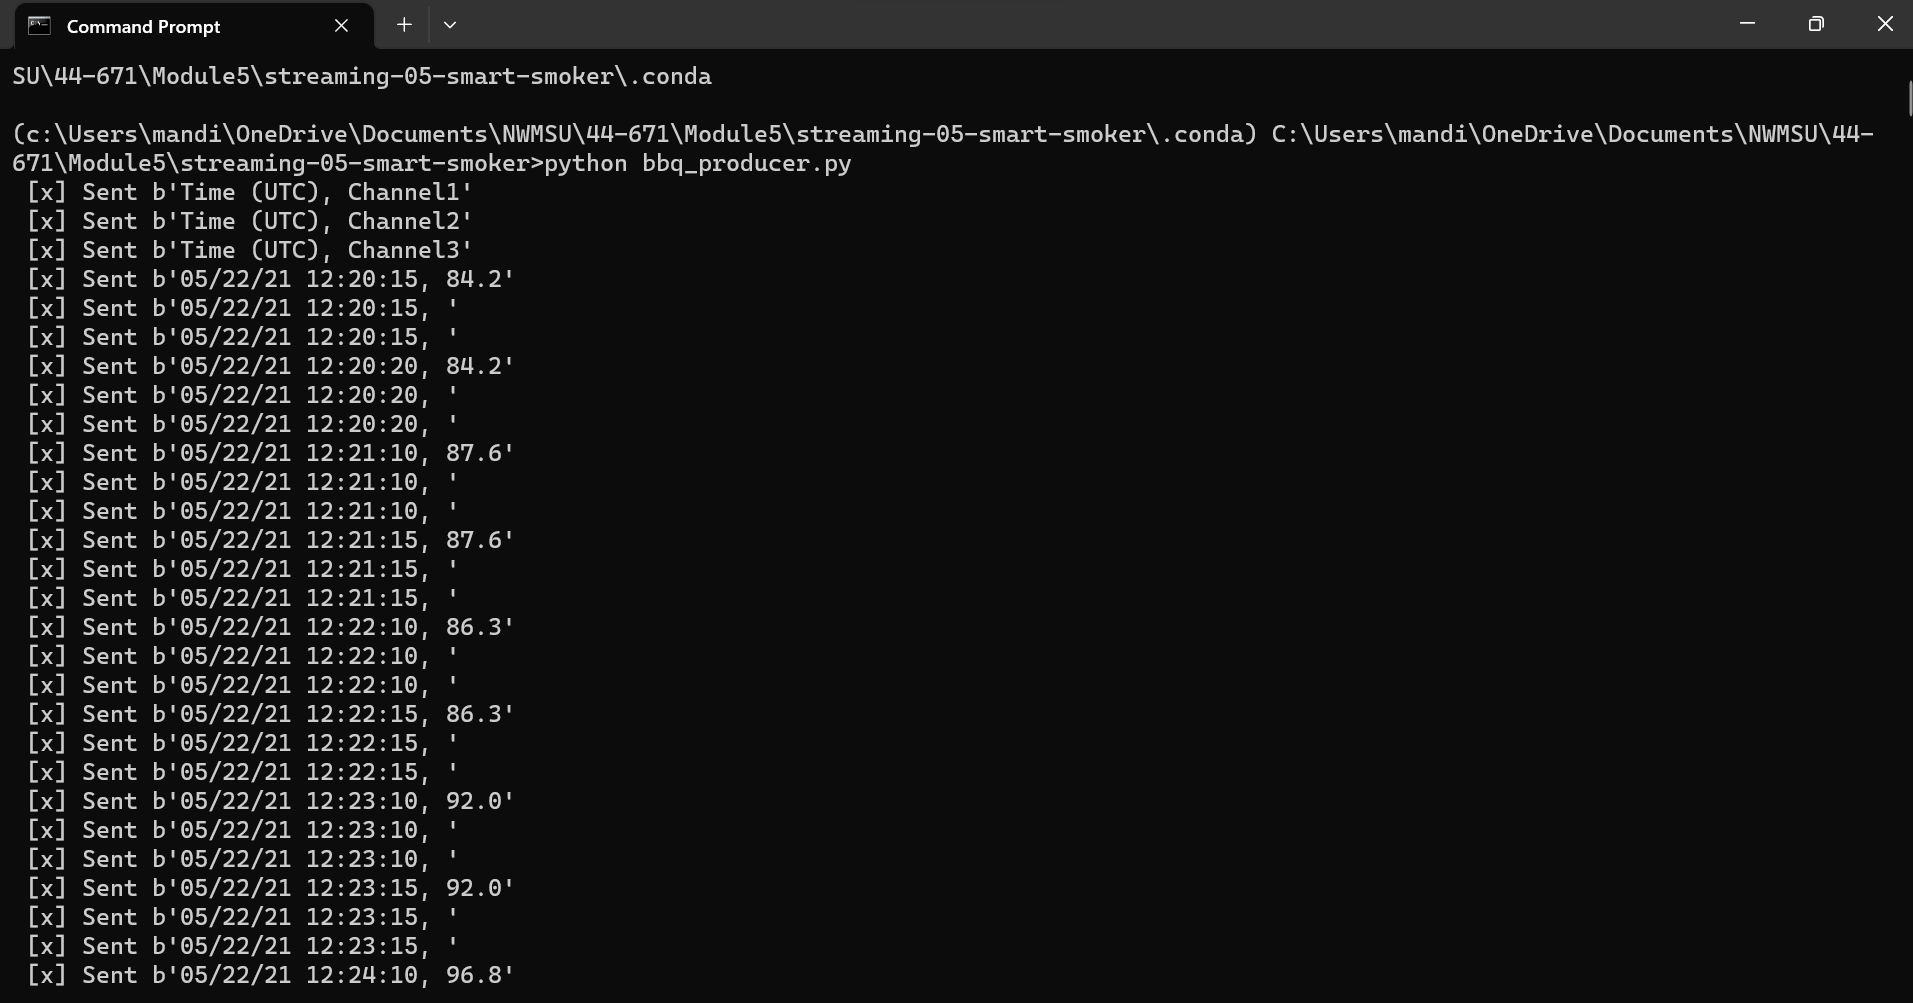 Command Prompt
SU\44-671\Module5\streaming-05-smart-smoker\.conda
(c:\Users\mandi\OneDrive\Documents\NWMSU\44-671\Module5\streaming-05-smart-smoker\.conda) C:\Users\mandi\OneDrive\Documents\NWMSU\44-
671\Module5\streaming-05-smart-smoker>python bbq_producer.py
[x] Sent b'Time (UTC), Channel1'
[x] Sent b'Time (UTC), Channel2'
[x] Sent b'Time (UTC), Channel3'
[x] Sent b'05/22/21 12:20:15, 84.2'
[x] Sent b'05/22/21 12:20:15, '
[x] Sent b'05/22/21 12:20:15, '
[x] Sent b'05/22/21 12:20:20, 84.2'
[x] Sent b'05/22/21 12:20:20, '
[x] Sent b'05/22/21 12:20:20, '
[x] Sent b'05/22/21 12:21:10, 87.6'
[x] Sent b'05/22/21 12:21:10, '
[x] Sent b'05/22/21 12:21:10, '
[x] Sent b'05/22/21 12:21:15, 87.6'
[x] Sent b'05/22/21 12:21:15, '
[x] Sent b'05/22/21 12:21:15, '
[x] Sent b'05/22/21 12:22:10, 86.3'
[x] Sent b'05/22/21 12:22:10, '
[x] Sent b'05/22/21 12:22:10, '
[x] Sent b'05/22/21 12:22:15, 86.3'
[x] Sent b'05/22/21 12:22:15, '
[x] Sent b'05/22/21 12:22:15, '
[x] Sent b'05/22/21 12:23:10, 92.0'
[x] Sent b'05/22/21 12:23:10, '
[x] Sent b'05/22/21 12:23:10, '
[x] Sent b'05/22/21 12:23:15, 92.0'
[x] Sent b'05/22/21 12:23:15, '
[x] Sent b'05/22/21 12:23:15, '
[x] Sent b'05/22/21 12:24:10, 96.8'